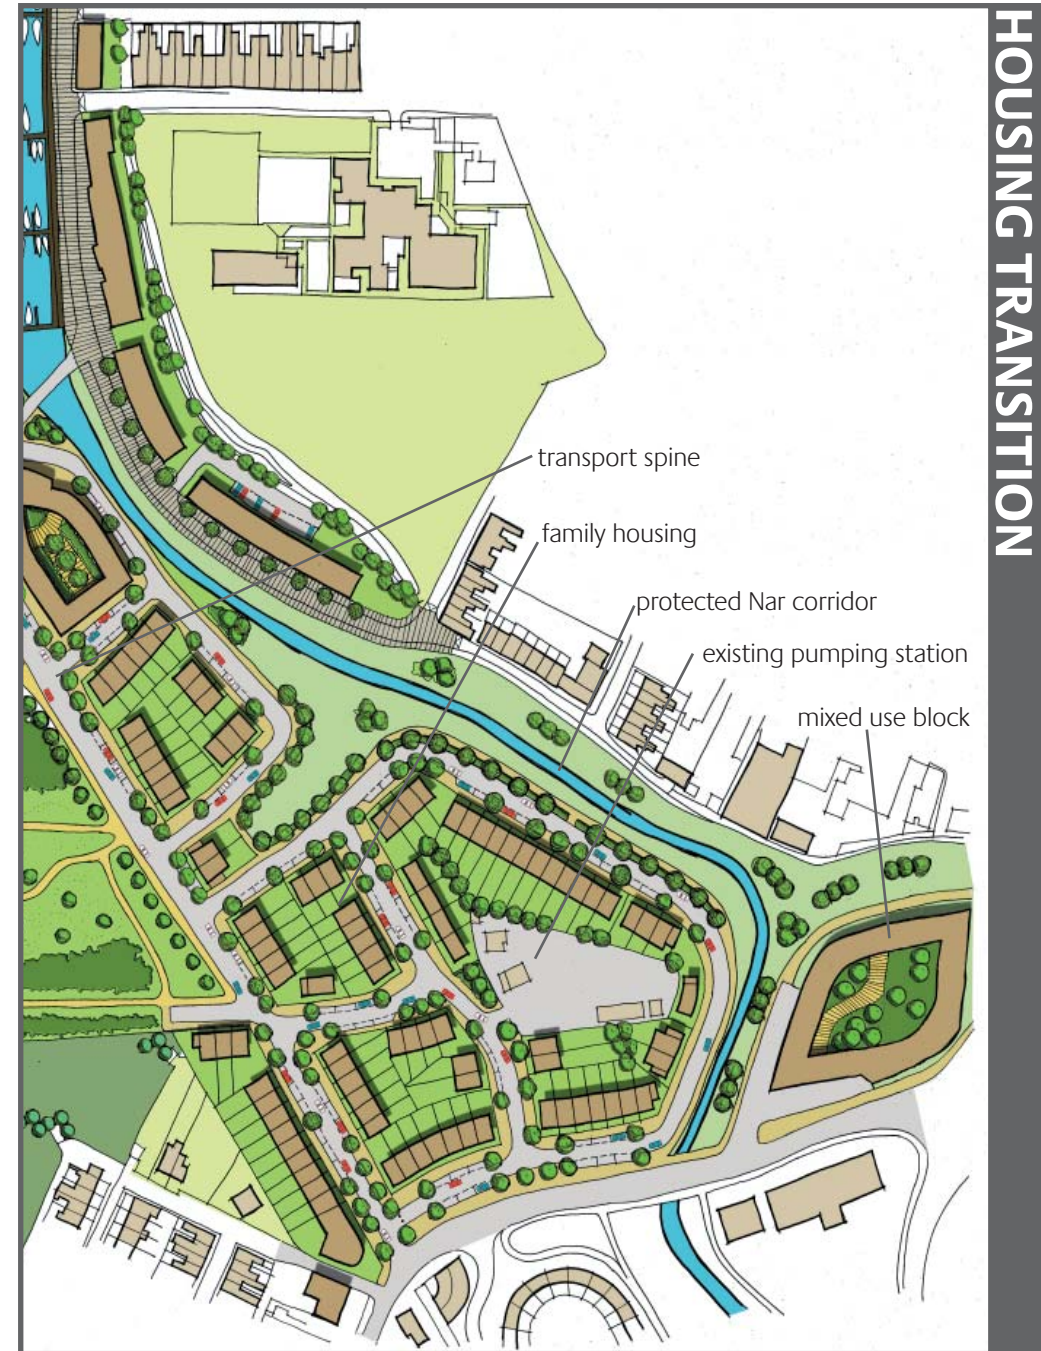 HOUSING TRANSITION
transport spine
family housing
protected Nar corridor
existing pumping station
mixed use block